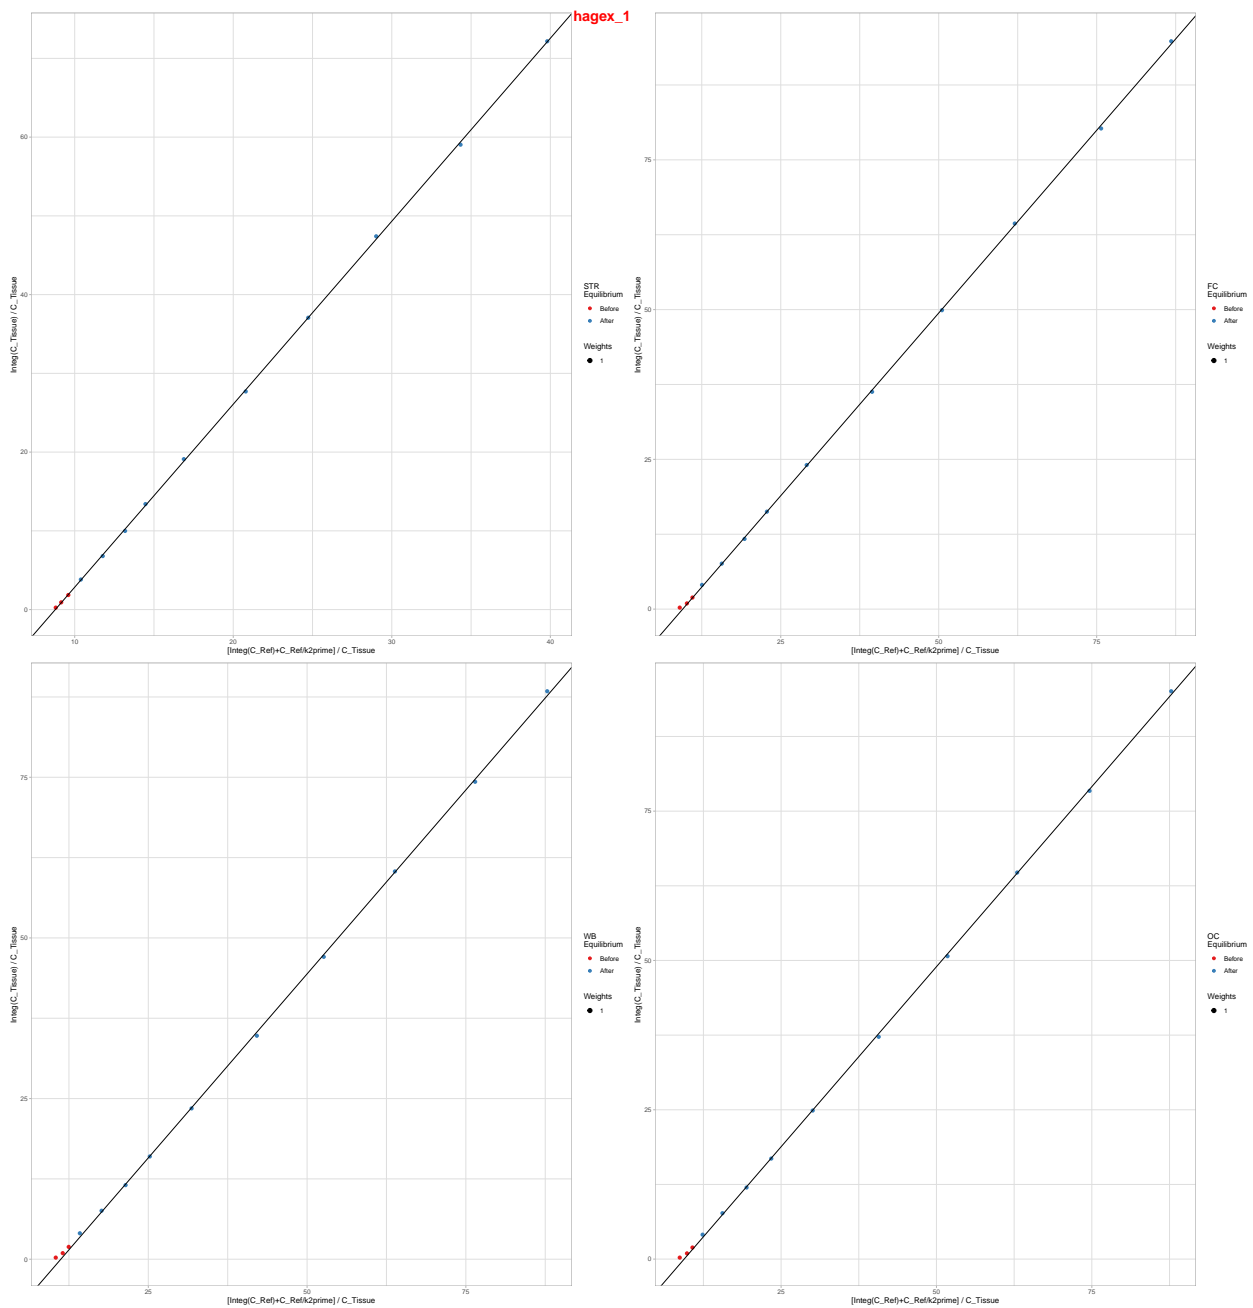 hagex_1
Integ(C_Tissue) / C_Tissue
60
40
20
0
10
20
30
40
[Integ(C_Ref)+C_Ref/k2prime] / C_Tissue
STR
Equilibrium
Before
After
Weights
1
Integ(C_Tissue) / C_Tissue
75
50
25
0
25
50
75
[Integ(C_Ref)+C_Ref/k2prime] / C_Tissue
FC
Equilibrium
Before
After
Weights
1
Integ(C_Tissue) / C_Tissue
75
50
25
0
25
50
75
[Integ(C_Ref)+C_Ref/k2prime] / C_Tissue
WB
Equilibrium
Before
After
Weights
1
Integ(C_Tissue) / C_Tissue
75
50
25
0
25
50
75
[Integ(C_Ref)+C_Ref/k2prime] / C_Tissue
OC
Equilibrium
Before
After
Weights
1